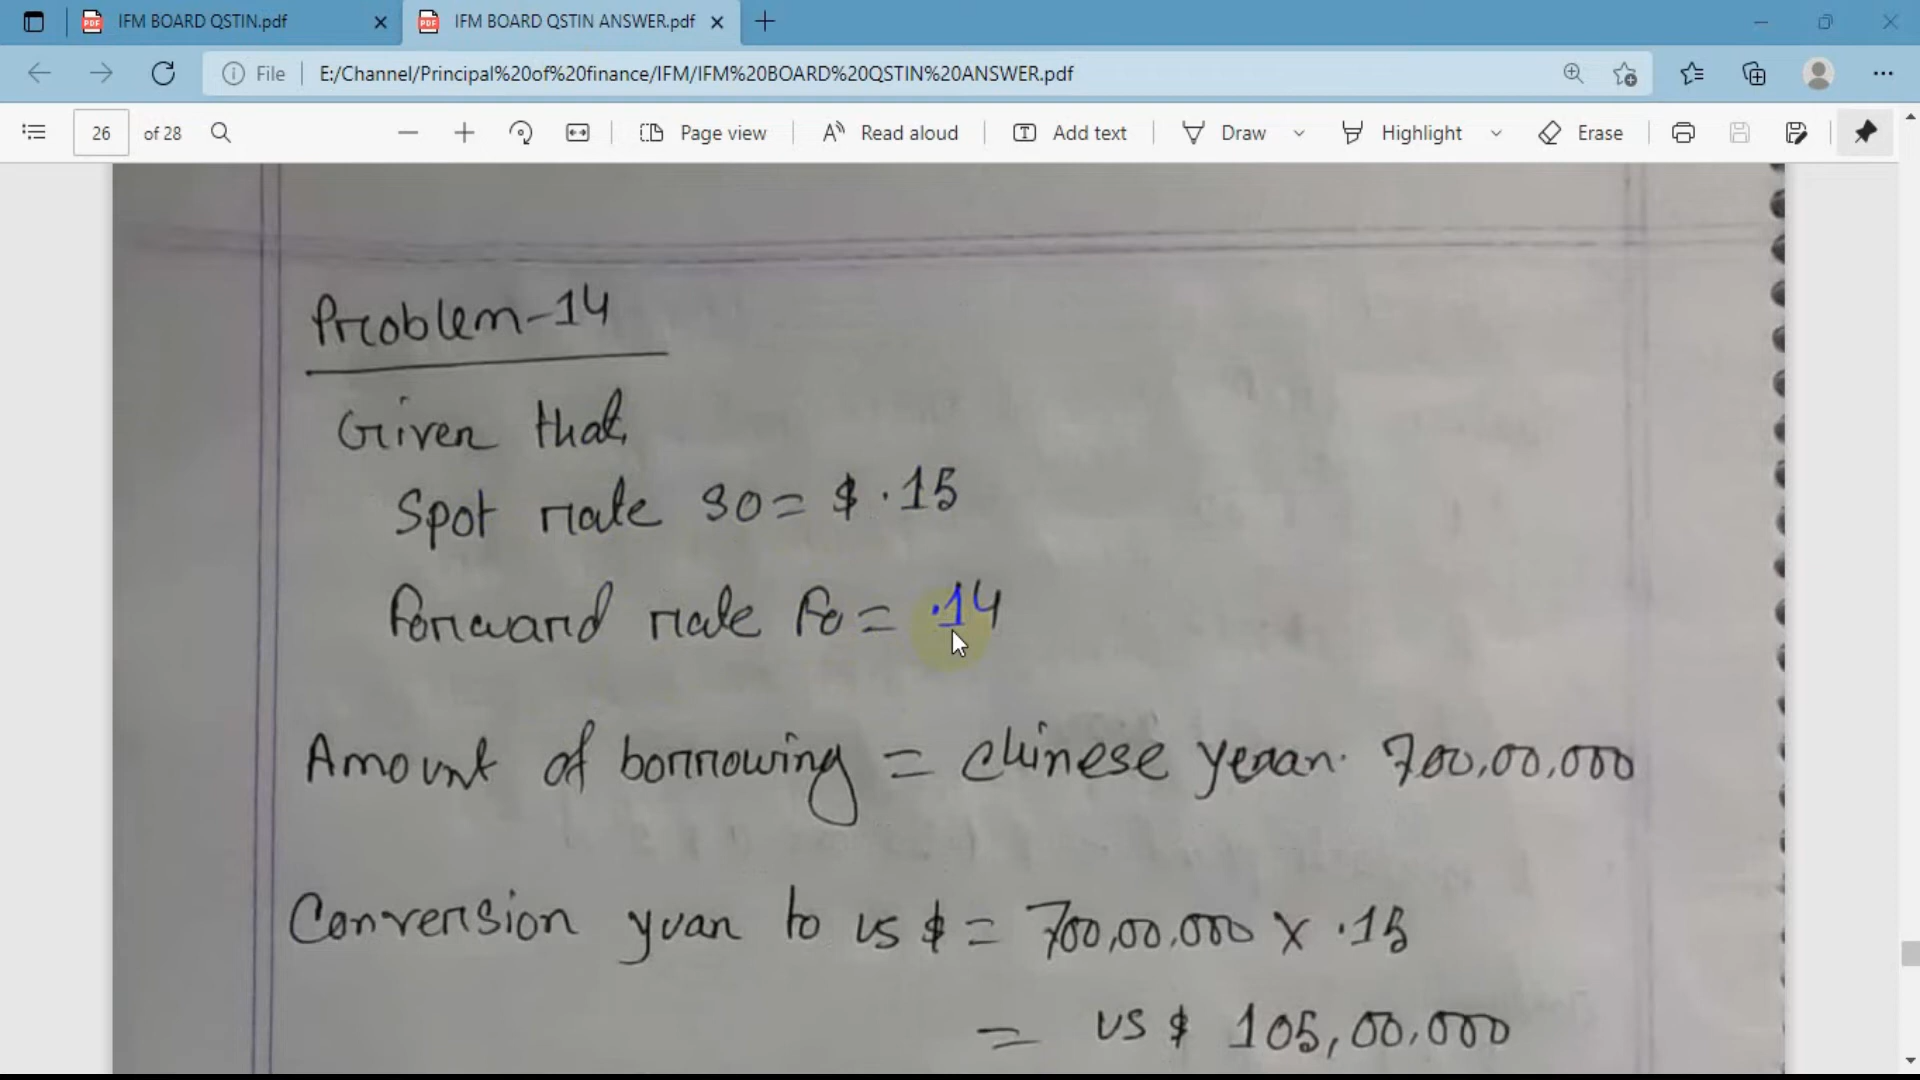 IFM BOARD QSTIN.pdf
IFM BOARD QSTIN ANSWER.pdf
File
E:/Channel/Principal%20of%20finance/IFM/IFM%20BOARD%20QSTIN%20ANSWER.pdf
26 of 28
Page view
Read aloud
Add text
Draw
Highlight
Erase
Problem-14
Given that,
Spot rate So = $ .15
Forward rate Fo = .14
Amount of borrowing = Chinese yeuan. 700,00,000
Conversion yuan to us $ = 700,00,000 x .15
= us $ 105,00,000